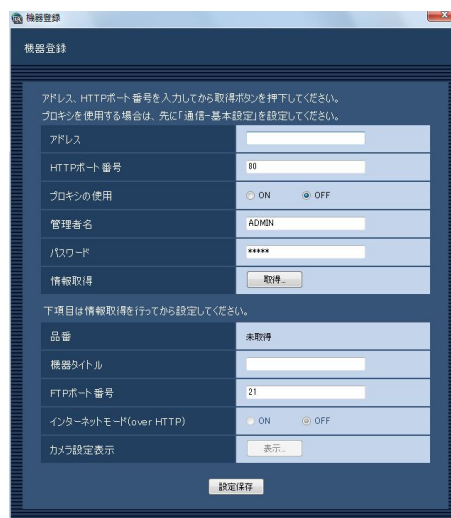 機器登録
機器登録
アドレス、HTTPポート番号を入力してから取得ボタンを押下してください。
プロキシを使用する場合は、先に「通信-基本設定」を設定してください。
アドレス
HTTPポート番号 80
プロキシの使用 ON OFF
管理者名 ADMIN
パスワード *****
情報取得 取得...
下項目は情報取得を行ってから設定してください。
品番 未取得
機器タイトル
FTPポート番号 21
インターネットモード(over HTTP) ON OFF
カメラ設定表示 表示...
設定保存